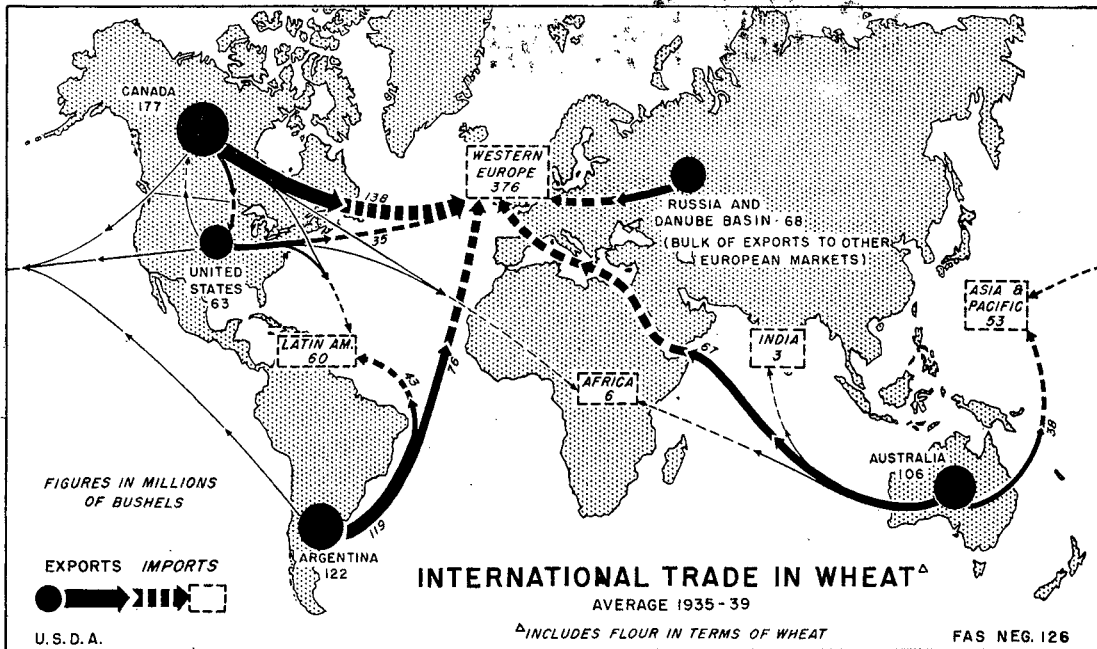 CANADA
177
138
35
WESTERN
EUROPE
376
RUSSIA AND
DANUBE BASIN · 68
(BULK OF EXPORTS TO OTHER
EUROPEAN MARKETS)
UNITED
STATES
63
LATIN AM.
60
43
76
AFRICA
6
67
INDIA
3
ASIA &
PACIFIC
53
38
AUSTRALIA
106
119
ARGENTINA
122
FIGURES IN MILLIONS
OF BUSHELS
EXPORTS IMPORTS
U.S.D.A.
INTERNATIONAL TRADE IN WHEAT△
AVERAGE 1935-39
△INCLUDES FLOUR IN TERMS OF WHEAT
FAS NEG. 126